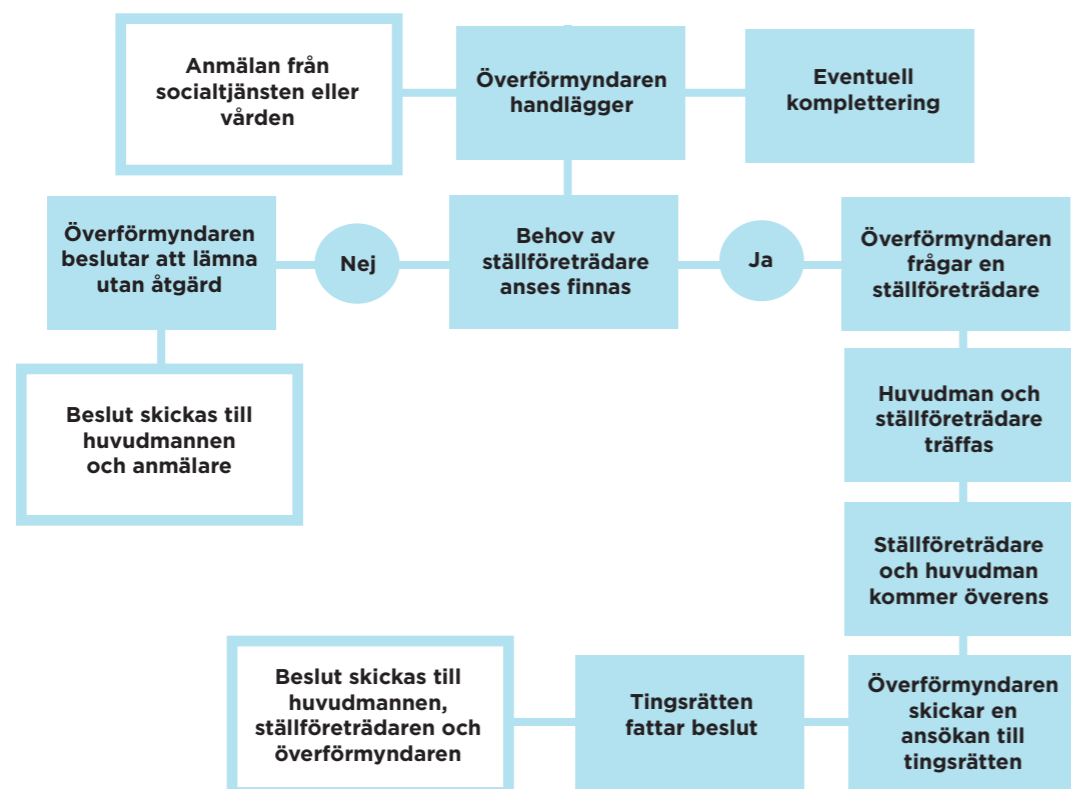 Anmälan från
socialtjänsten eller
vården
Överförmyndaren
handlägger
Eventuell
komplettering
Överförmyndaren
beslutar att lämna
utan åtgärd
Nej
Behov av
ställföreträdare
anses finnas
Ja
Överförmyndaren
frågar en
ställföreträdare
Beslut skickas till
huvudmannen
och anmälare
Huvudman och
ställföreträdare
träffas
Ställföreträdare
och huvudman
kommer överens
Överförmyndaren
skickar en
ansökan till
tingsrätten
Tingsrätten
fattar beslut
Beslut skickas till
huvudmannen,
ställföreträdaren och
överförmyndaren